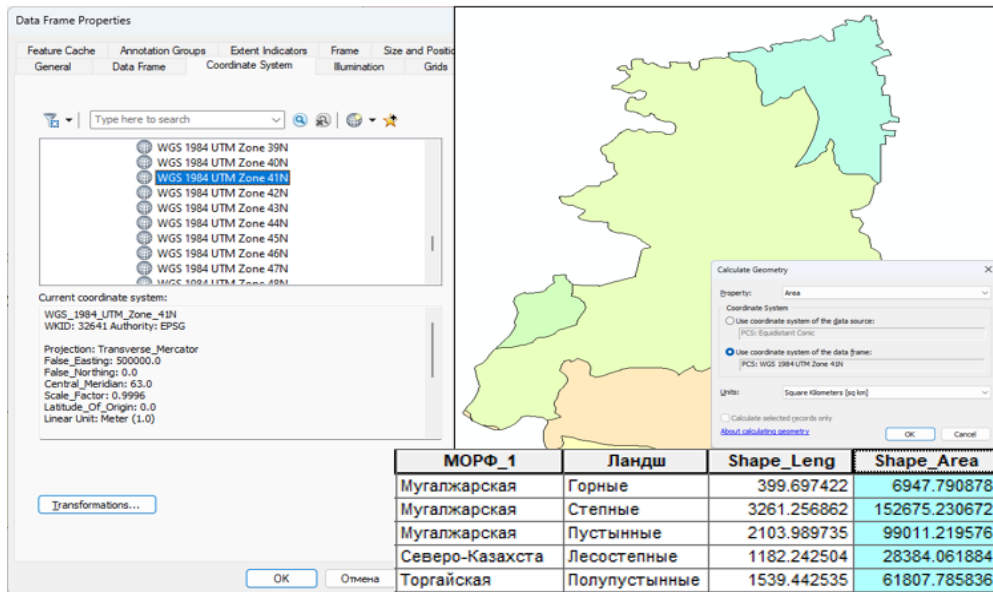 Data Frame Properties
Feature Cache Annotation Groups Extent Indicators Frame Size and Positio
General Data Frame Coordinate System Illumination Grids
Type here to search
WGS 1984 UTM Zone 39N
WGS 1984 UTM Zone 40N
WGS 1984 UTM Zone 41N
WGS 1984 UTM Zone 42N
WGS 1984 UTM Zone 43N
WGS 1984 UTM Zone 44N
WGS 1984 UTM Zone 45N
WGS 1984 UTM Zone 46N
WGS 1984 UTM Zone 47N
WGS 1984 UTM Zone 48N
Current coordinate system:
WGS_1984_UTM_Zone_41N
WKID: 32641 Authority: EPSG
Projection: Transverse_Mercator
False_Easting: 500000.0
False_Northing: 0.0
Central_Meridian: 63.0
Scale_Factor: 0.9996
Latitude_Of_Origin: 0.0
Linear Unit: Meter (1.0)
Transformations...
OK Отмена
Calculate Geometry
Property: Area
Coordinate System
Use coordinate system of the data source:
PCS: Equidistant Conic
Use coordinate system of the data frame:
PCS: WGS 1984 UTM Zone 41N
Units: Square Kilometers [sq km]
Calculate selected records only
About calculating geometry
OK Cancel
МОРФ_1 Ландш Shape_Leng Shape_Area
Мугалжарская Горные 399.697422 6947.790878
Мугалжарская Степные 3261.256862 152675.230672
Мугалжарская Пустынные 2103.989735 99011.219576
Северо-Казахста Лесостепные 1182.242504 28384.061884
Торгайская Полупустынные 1539.442535 61807.785836